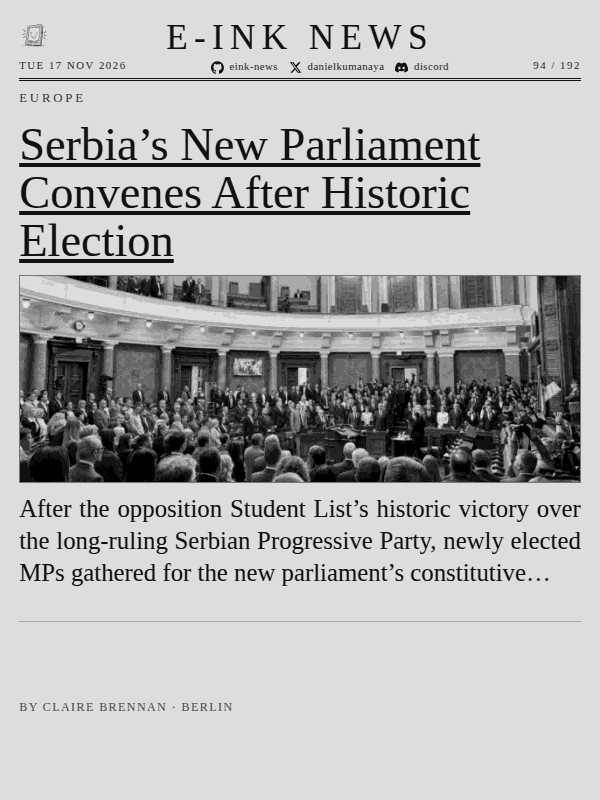 E-INK NEWS
TUE 17 NOV 2026
eink-news
danielkumanaya
discord
94 / 192
EUROPE
Serbia’s New Parliament
Convenes After Historic
Election
After the opposition Student List’s historic victory over
the long-ruling Serbian Progressive Party, newly elected
MPs gathered for the new parliament’s constitutive…
BY CLAIRE BRENNAN · BERLIN